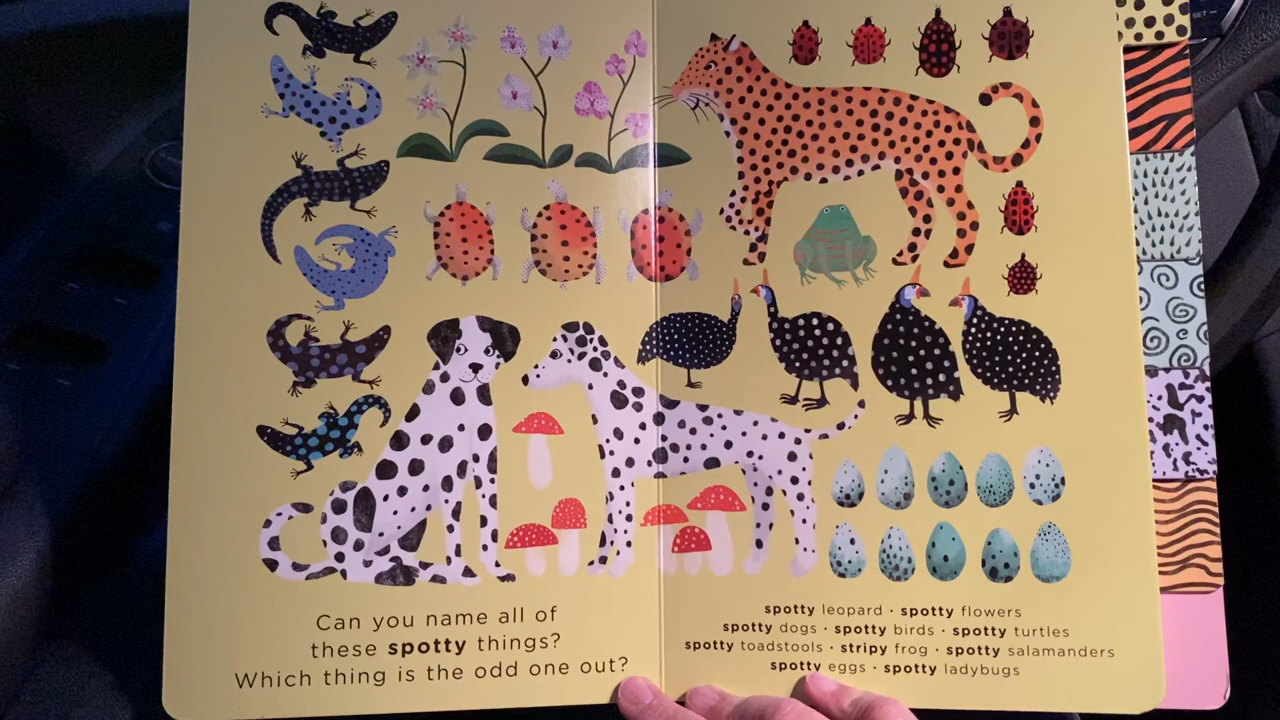 SET
Can you name all of
these spotty things?
Which thing is the odd one out?
spotty leopard · spotty flowers
spotty dogs · spotty birds · spotty turtles
spotty toadstools · stripy frog · spotty salamanders
spotty eggs · spotty ladybugs